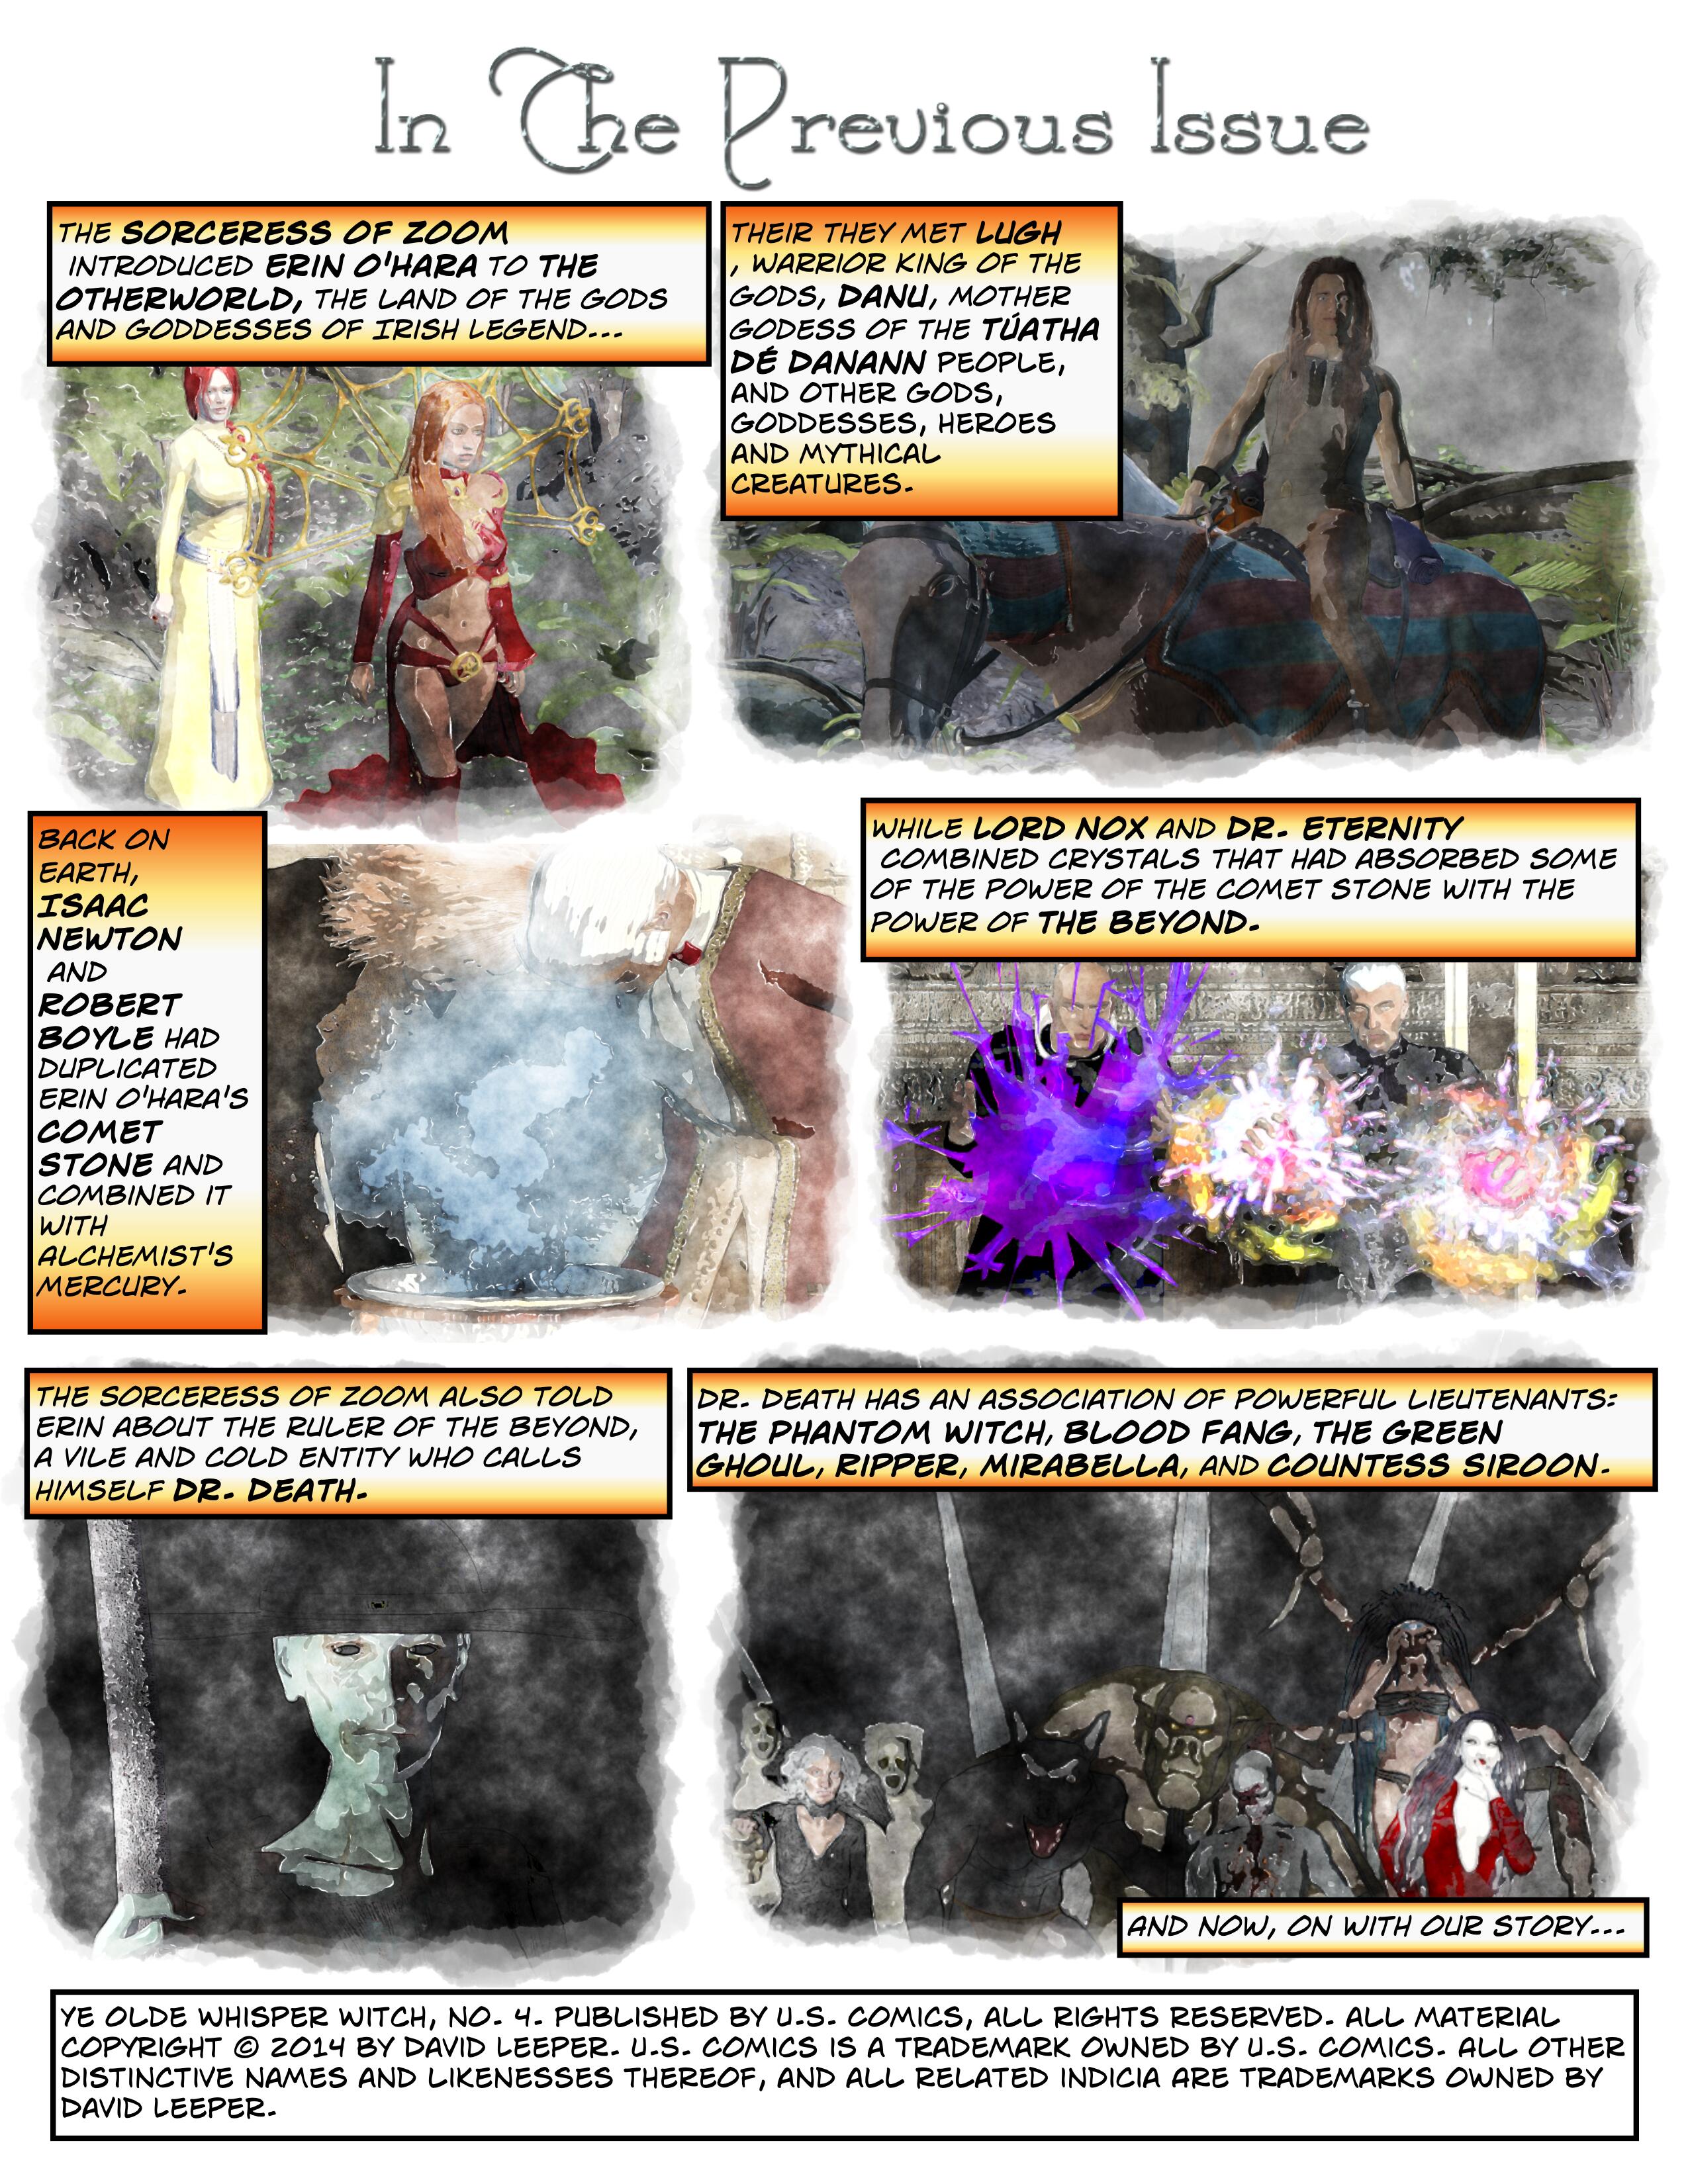 In The Previous Issue
THE SORCERESS OF ZOOM
INTRODUCED ERIN O'HARA TO THE
OTHERWORLD, THE LAND OF THE GODS
AND GODDESSES OF IRISH LEGEND...
THEIR THEY MET LUGH
, WARRIOR KING OF THE
GODS, DANU, MOTHER
GODESS OF THE TÚATHA
DÉ DANANN PEOPLE,
AND OTHER GODS,
GODDESSES, HEROES
AND MYTHICAL
CREATURES.
BACK ON
EARTH,
ISAAC
NEWTON
AND
ROBERT
BOYLE HAD
DUPLICATED
ERIN O'HARA'S
COMET
STONE AND
COMBINED IT
WITH
ALCHEMIST'S
MERCURY.
WHILE LORD NOX AND DR. ETERNITY
COMBINED CRYSTALS THAT HAD ABSORBED SOME
OF THE POWER OF THE COMET STONE WITH THE
POWER OF THE BEYOND.
THE SORCERESS OF ZOOM ALSO TOLD
ERIN ABOUT THE RULER OF THE BEYOND,
A VILE AND COLD ENTITY WHO CALLS
HIMSELF DR. DEATH.
DR. DEATH HAS AN ASSOCIATION OF POWERFUL LIEUTENANTS:
THE PHANTOM WITCH, BLOOD FANG, THE GREEN
GHOUL, RIPPER, MIRABELLA, AND COUNTESS SIROON.
AND NOW, ON WITH OUR STORY...
YE OLDE WHISPER WITCH, NO. 4. PUBLISHED BY U.S. COMICS, ALL RIGHTS RESERVED. ALL MATERIAL
COPYRIGHT © 2014 BY DAVID LEEPER. U.S. COMICS IS A TRADEMARK OWNED BY U.S. COMICS. ALL OTHER
DISTINCTIVE NAMES AND LIKENESSES THEREOF, AND ALL RELATED INDICIA ARE TRADEMARKS OWNED BY
DAVID LEEPER.